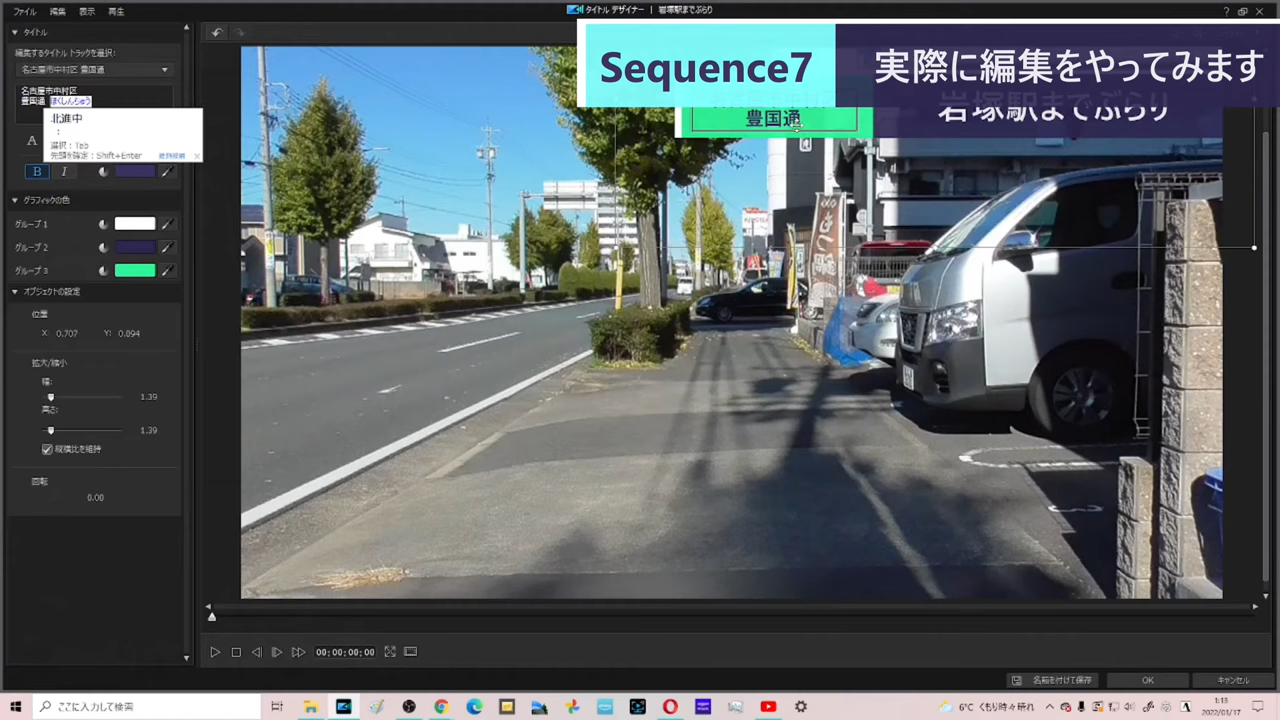 ファイル 編集 表示 再生
タイトル デザイナー | 岩塚駅までぶらり
Sequence7
実際に編集をやってみます
タイトル
編集するタイトル トラックを選択:
名古屋市中村区 豊国通
名古屋市中村区
豊国通 ほくしんちゅう
北進中
:
選択 : Tab
先頭を確定 : Shift+Enter
A
B I
グラフィックの色
グループ 1
グループ 2
グループ 3
オブジェクトの設定
位置
X: 0.707 Y: 0.094
拡大/縮小
幅:
1.39
高さ:
1.39
縦横比を維持
回転
0.00
豊国通
岩塚駅までぶらり
00;00;00;00
名前を付けて保存
OK
キャンセル
ここに入力して検索
6°C くもり時々晴れ
A
1:13
2022/01/17